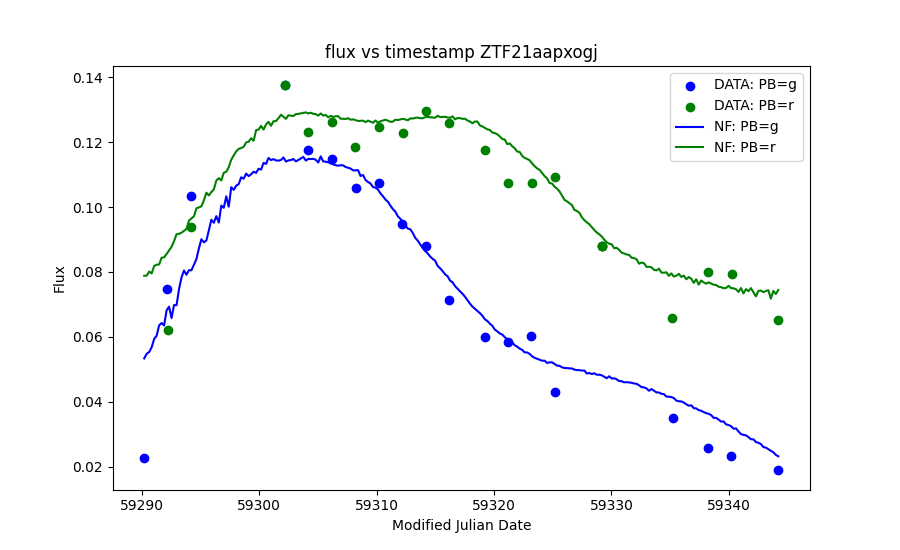 flux vs timestamp ZTF21aapxogj
DATA: PB=g
DATA: PB=r
NF: PB=g
NF: PB=r
0.14
0.12
0.10
0.08
0.06
0.04
0.02
Flux
59290 59300 59310 59320 59330 59340
Modified Julian Date